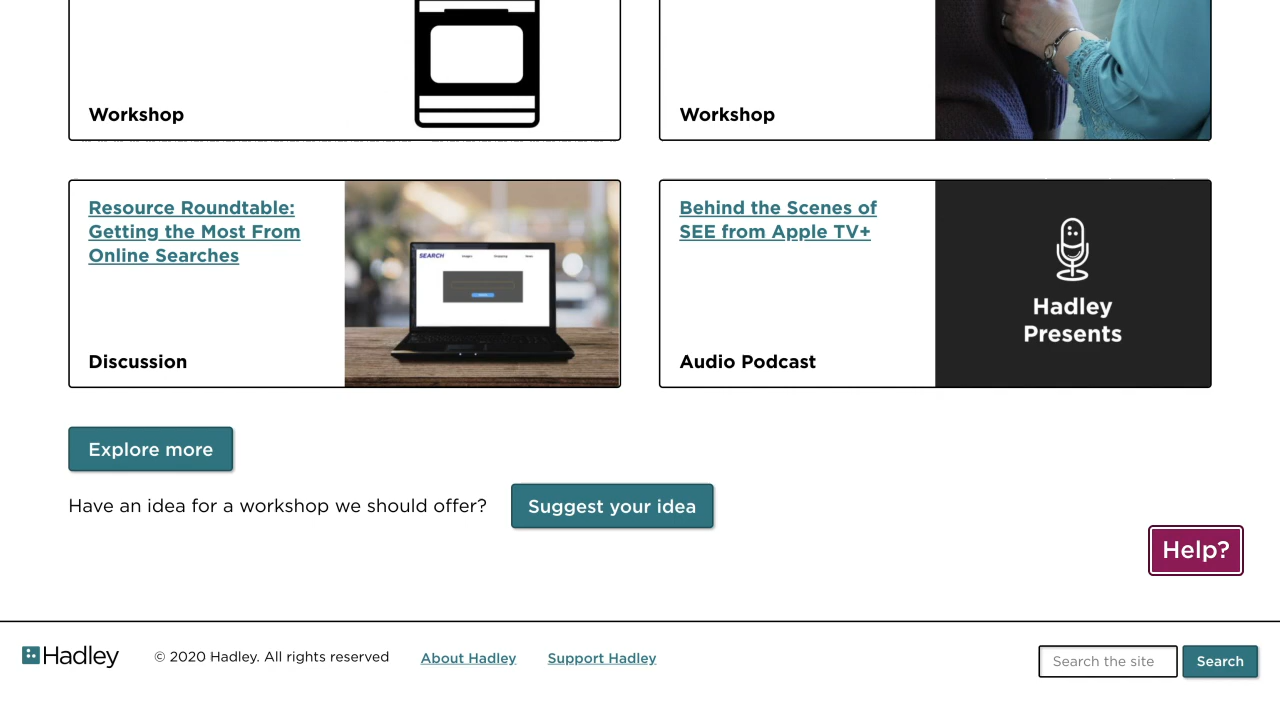 Workshop
Workshop
Resource Roundtable:
Getting the Most From
Online Searches
SEARCH
Discussion
Behind the Scenes of
SEE from Apple TV+
Hadley
Presents
Audio Podcast
Explore more
Have an idea for a workshop we should offer?
Suggest your idea
Help?
Hadley
© 2020 Hadley. All rights reserved
About Hadley
Support Hadley
Search the site
Search